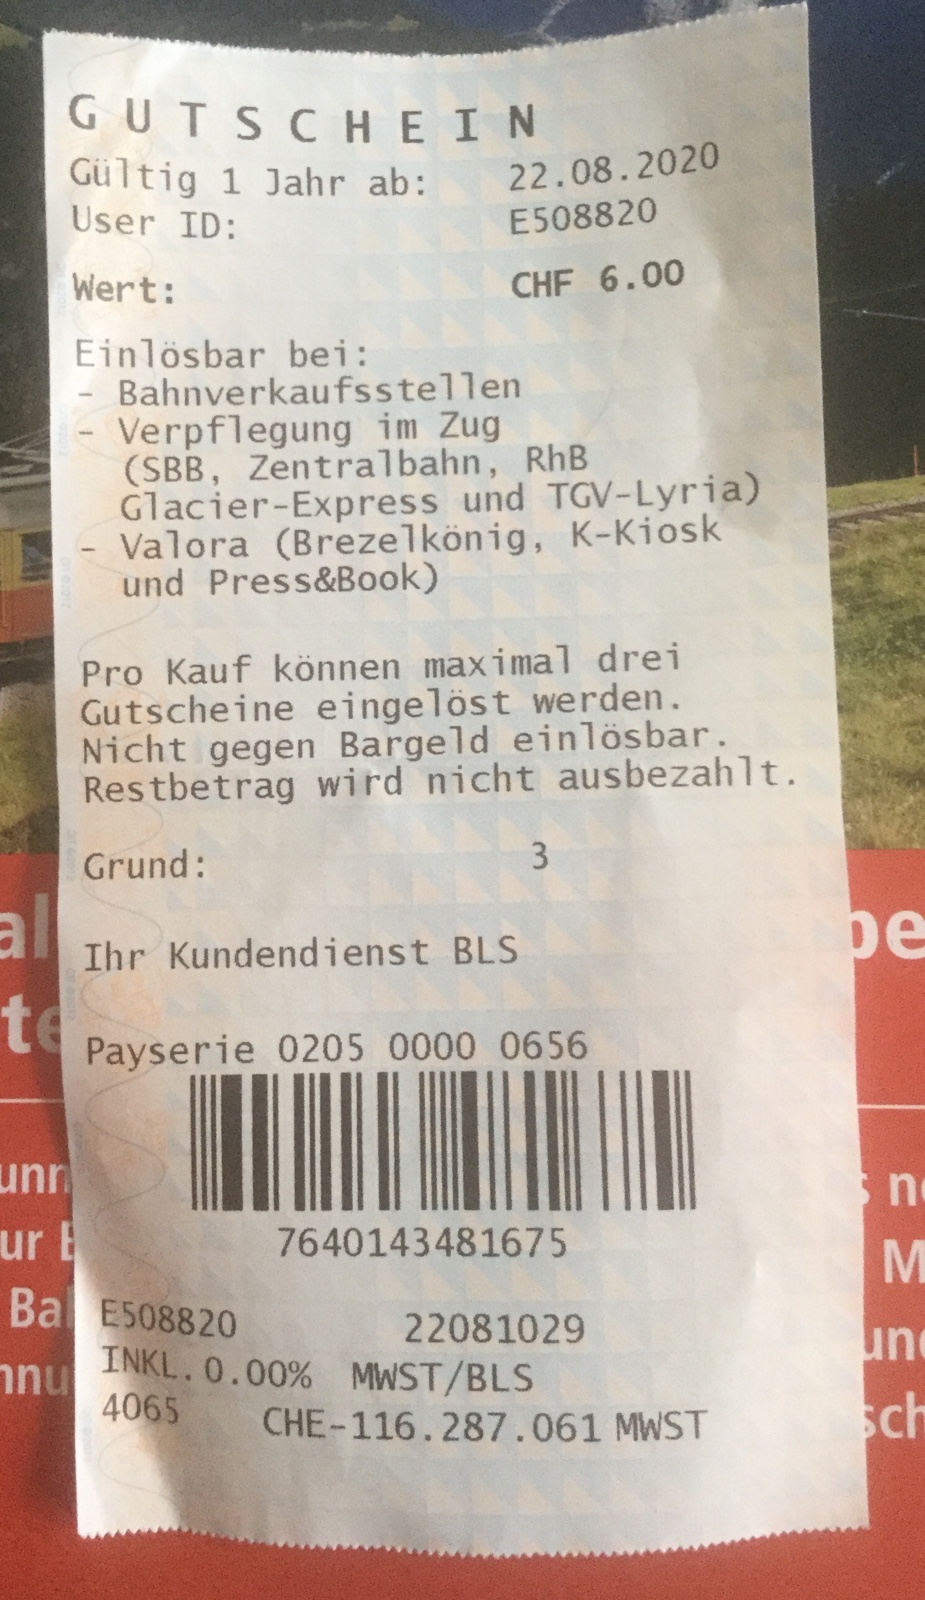 GUTSCHEIN
Gültig 1 Jahr ab: 22.08.2020
User ID: E508820
Wert: CHF 6.00
Einlösbar bei:
- Bahnverkaufsstellen
- Verpflegung im Zug
(SBB, Zentralbahn, RhB
Glacier-Express und TGV-Lyria)
- Valora (Brezelkönig, K-Kiosk
und Press&Book)
Pro Kauf können maximal drei
Gutscheine eingelöst werden.
Nicht gegen Bargeld einlösbar.
Restbetrag wird nicht ausbezahlt.
Grund: 3
Ihr Kundendienst BLS
Payserie 0205 0000 0656
7640143481675
E508820 22081029
INKL. 0.00% MWST/BLS
4065 CHE-116.287.061 MWST